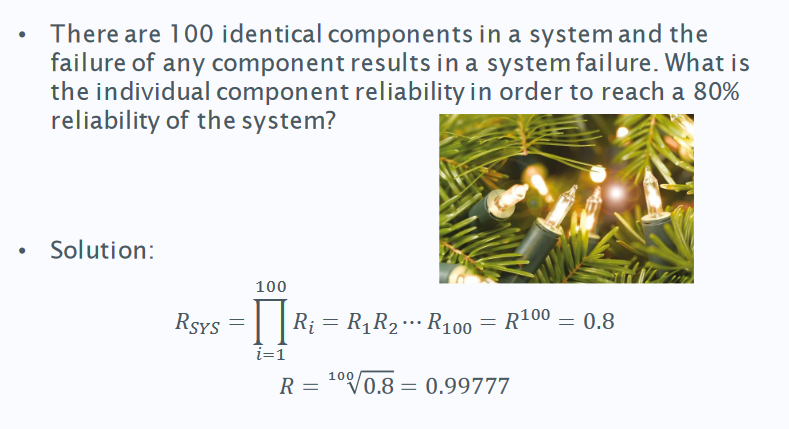 • There are 100 identical components in a system and the
failure of any component results in a system failure. What is
the individual component reliability in order to reach a 80%
reliability of the system?
• Solution:
R_{SYS} = \prod_{i=1}^{100} R_i = R_1 R_2 ⋯ R_{100} = R^{100} = 0.8
R = \sqrt[100]{0.8} = 0.99777